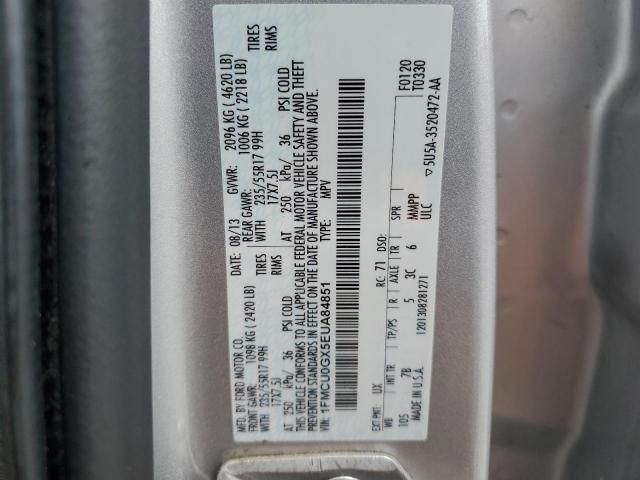 MFD. BY FORD MOTOR CO.
DATE: 08/13 GVWR: 2096 KG ( 4620 LB)
FRONT GAWR: 1098 KG ( 2420 LB) REAR GAWR: 1006 KG ( 2218 LB)
WITH 235/55R17 99H TIRES WITH 235/55R17 99H TIRES
17X7.5J RIMS 17X7.5J RIMS
AT 250 kPa/ 36 PSI COLD AT 250 kPa/ 36 PSI COLD
THIS VEHICLE CONFORMS TO ALL APPLICABLE FEDERAL MOTOR VEHICLE SAFETY AND THEFT
PREVENTION STANDARDS IN EFFECT ON THE DATE OF MANUFACTURE SHOWN ABOVE.
VIN: 1FMCU0GX5EUA84851 TYPE: MPV
F0120
T0330
EXT PNT: UX RC: 71 DSO:
WB INT TR TP/PS R AXLE TR SPR
105 7B 5 3C 6 MMPP
ULC
MADE IN U.S.A. 1201308281271
▽5U5A-3520472-AA